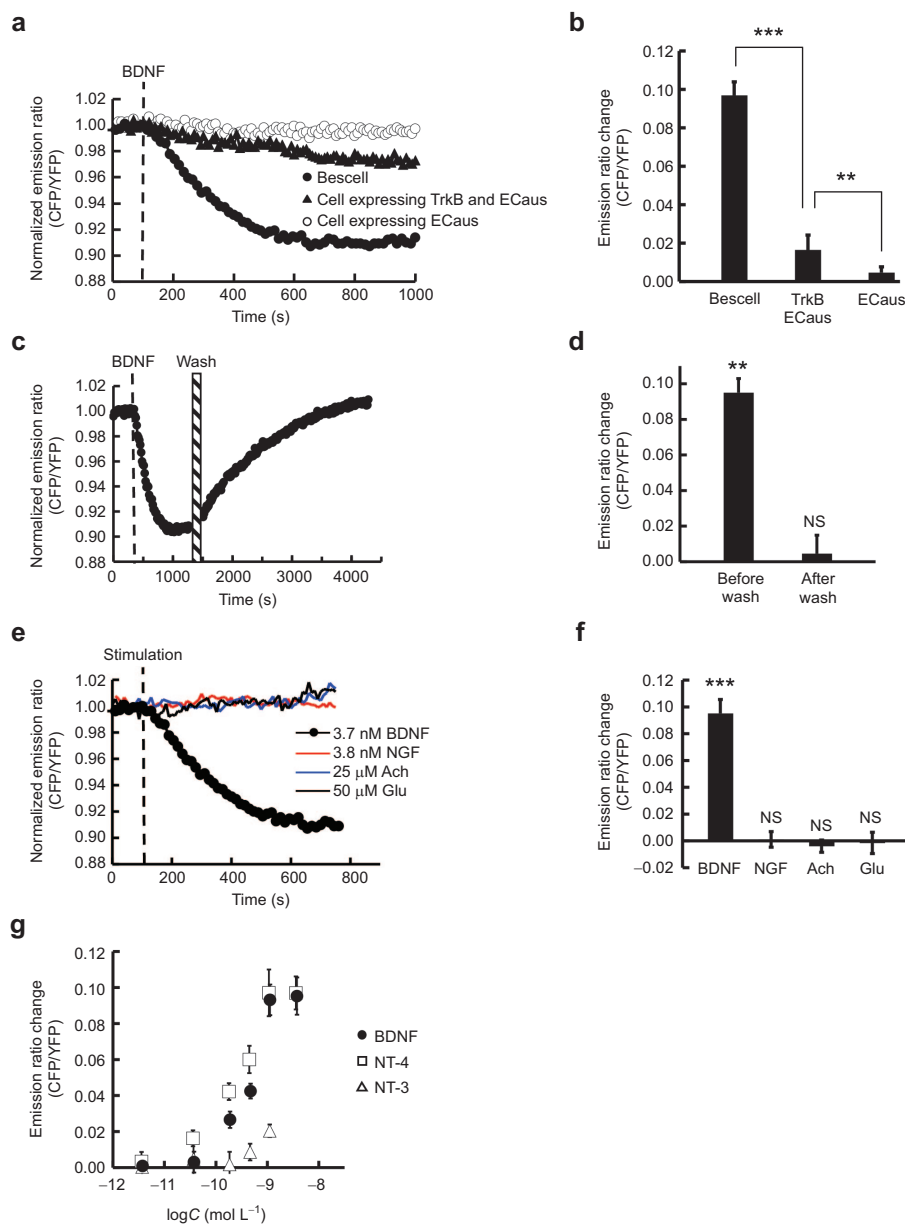 a
BDNF
Normalized emission ratio
(CFP/YFP)
1.02
1.00
0.98
0.96
0.94
0.92
0.90
0.88
Bescell
Cell expressing TrkB and ECaus
Cell expressing ECaus
0 200 400 600 800 1000
Time (s)
b
Emission ratio change
(CFP/YFP)
0.12
0.10
0.08
0.06
0.04
0.02
0.00
***
**
Bescell TrkB ECaus
ECaus
c
BDNF Wash
Normalized emission ratio
(CFP/YFP)
1.02
1.00
0.98
0.96
0.94
0.92
0.90
0.88
0 1000 2000 3000 4000
Time (s)
d
Emission ratio change
(CFP/YFP)
0.10
0.08
0.06
0.04
0.02
0.00
**
NS
Before After
wash wash
e
Stimulation
Normalized emission ratio
(CFP/YFP)
1.02
1.00
0.98
0.96
0.94
0.92
0.90
0.88
3.7 nM BDNF
3.8 nM NGF
25 μM Ach
50 μM Glu
0 200 400 600 800
Time (s)
f
Emission ratio change
(CFP/YFP)
0.12
0.10
0.08
0.06
0.04
0.02
0.00
−0.02
***
NS
NS
NS
BDNF NGF Ach Glu
g
Emission ratio change
(CFP/YFP)
0.12
0.10
0.08
0.06
0.04
0.02
0.00
BDNF
NT-4
NT-3
−12 −11 −10 −9 −8
logC (mol L⁻¹)